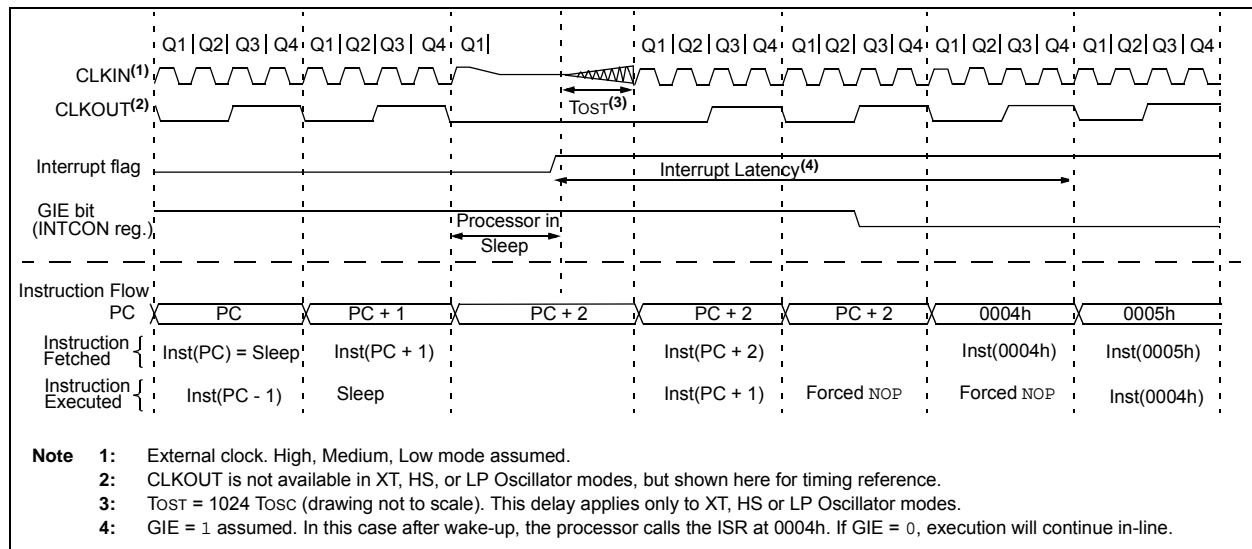 Q1 Q2 Q3 Q4 Q1 Q2 Q3 Q4 Q1 Q1 Q2 Q3 Q4 Q1 Q2 Q3 Q4 Q1 Q2 Q3 Q4 Q1 Q2 Q3 Q4
CLKIN(1)
TOST(3)
CLKOUT(2)
Interrupt flag
Interrupt Latency(4)
GIE bit
(INTCON reg.)
Processor in
Sleep
Instruction Flow
PC PC PC + 1 PC + 2 PC + 2 PC + 2 0004h 0005h
Instruction
Fetched { Inst(PC) = Sleep Inst(PC + 1) Inst(PC + 2) Inst(0004h) Inst(0005h)
Instruction
Executed { Inst(PC - 1) Sleep Inst(PC + 1) Forced NOP Forced NOP Inst(0004h)
Note 1: External clock. High, Medium, Low mode assumed.
2: CLKOUT is not available in XT, HS, or LP Oscillator modes, but shown here for timing reference.
3: TOST = 1024 TOSC (drawing not to scale). This delay applies only to XT, HS or LP Oscillator modes.
4: GIE = 1 assumed. In this case after wake-up, the processor calls the ISR at 0004h. If GIE = 0, execution will continue in-line.